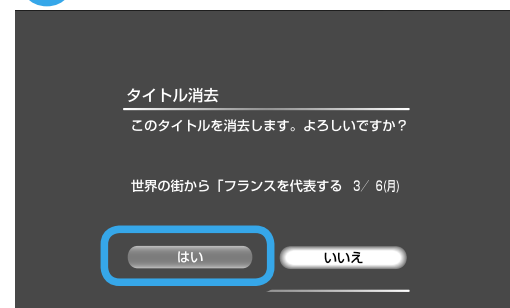 タイトル消去
このタイトルを消去します。よろしいですか？
世界の街から「フランスを代表する 3／ 6(月)
はい
いいえ